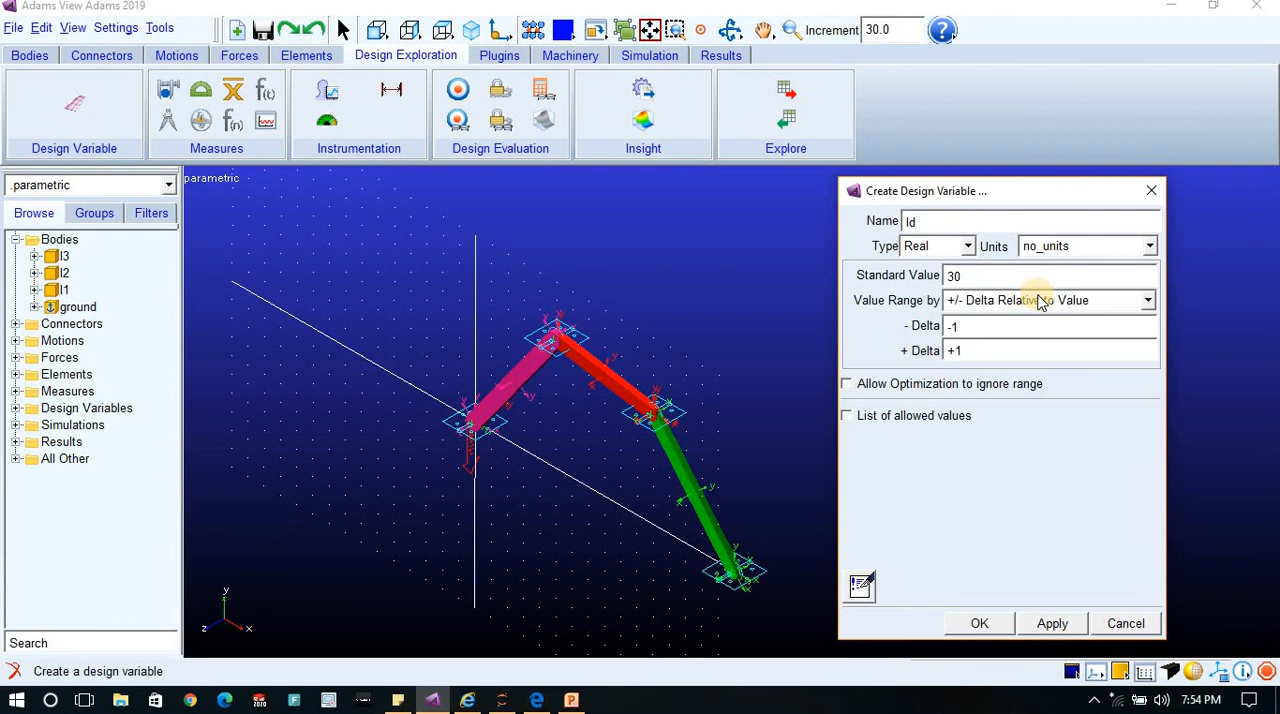 Adams View Adams 2019
File Edit View Settings Tools
Increment 30.0
Bodies Connectors Motions Forces Elements Design Exploration Plugins Machinery Simulation Results
Design Variable Measures Instrumentation Design Evaluation Insight Explore
.parametric
Browse Groups Filters
Bodies
l3
l2
l1
ground
Connectors
Motions
Forces
Elements
Measures
Design Variables
Simulations
Results
All Other
Search
parametric
Create Design Variable ...
Name ld
Type Real Units no_units
Standard Value 30
Value Range by +/- Delta Relative to Value
- Delta -1
+ Delta +1
Allow Optimization to ignore range
List of allowed values
OK Apply Cancel
y
z x
Create a design variable
7:54 PM